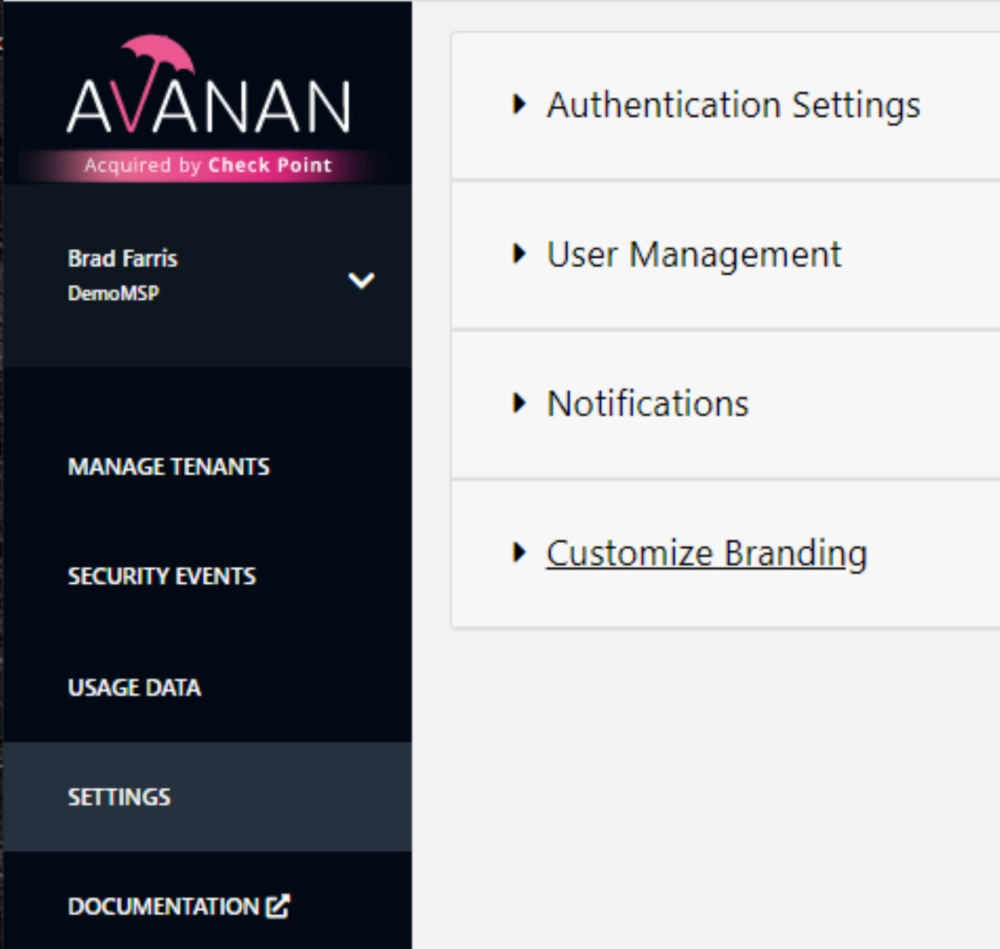 AVANAN
Acquired by Check Point
Brad Farris
DemoMSP
MANAGE TENANTS
SECURITY EVENTS
USAGE DATA
SETTINGS
DOCUMENTATION
Authentication Settings
User Management
Notifications
Customize Branding